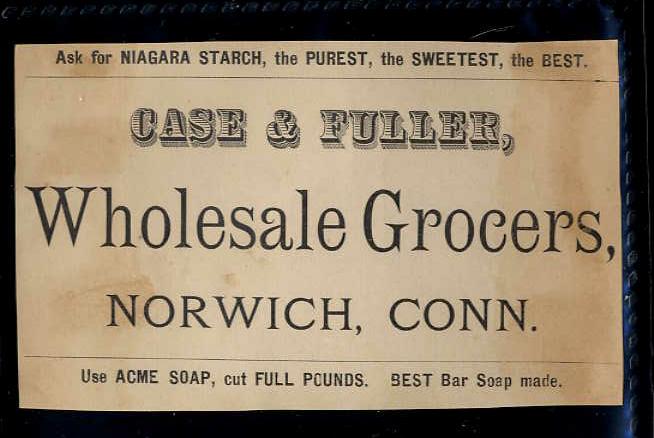 Ask for NIAGARA STARCH, the PUREST, the SWEETEST, the BEST.
CASE & FULLER,
Wholesale Grocers,
NORWICH, CONN.
Use ACME SOAP, cut FULL POUNDS. BEST Bar Soap made.